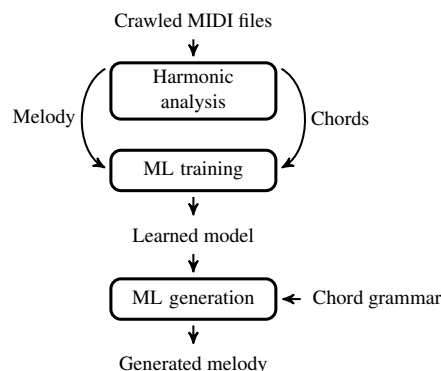 Crawled MIDI files
Harmonic
analysis
Melody
Chords
ML training
Learned model
ML generation
Chord grammar
Generated melody